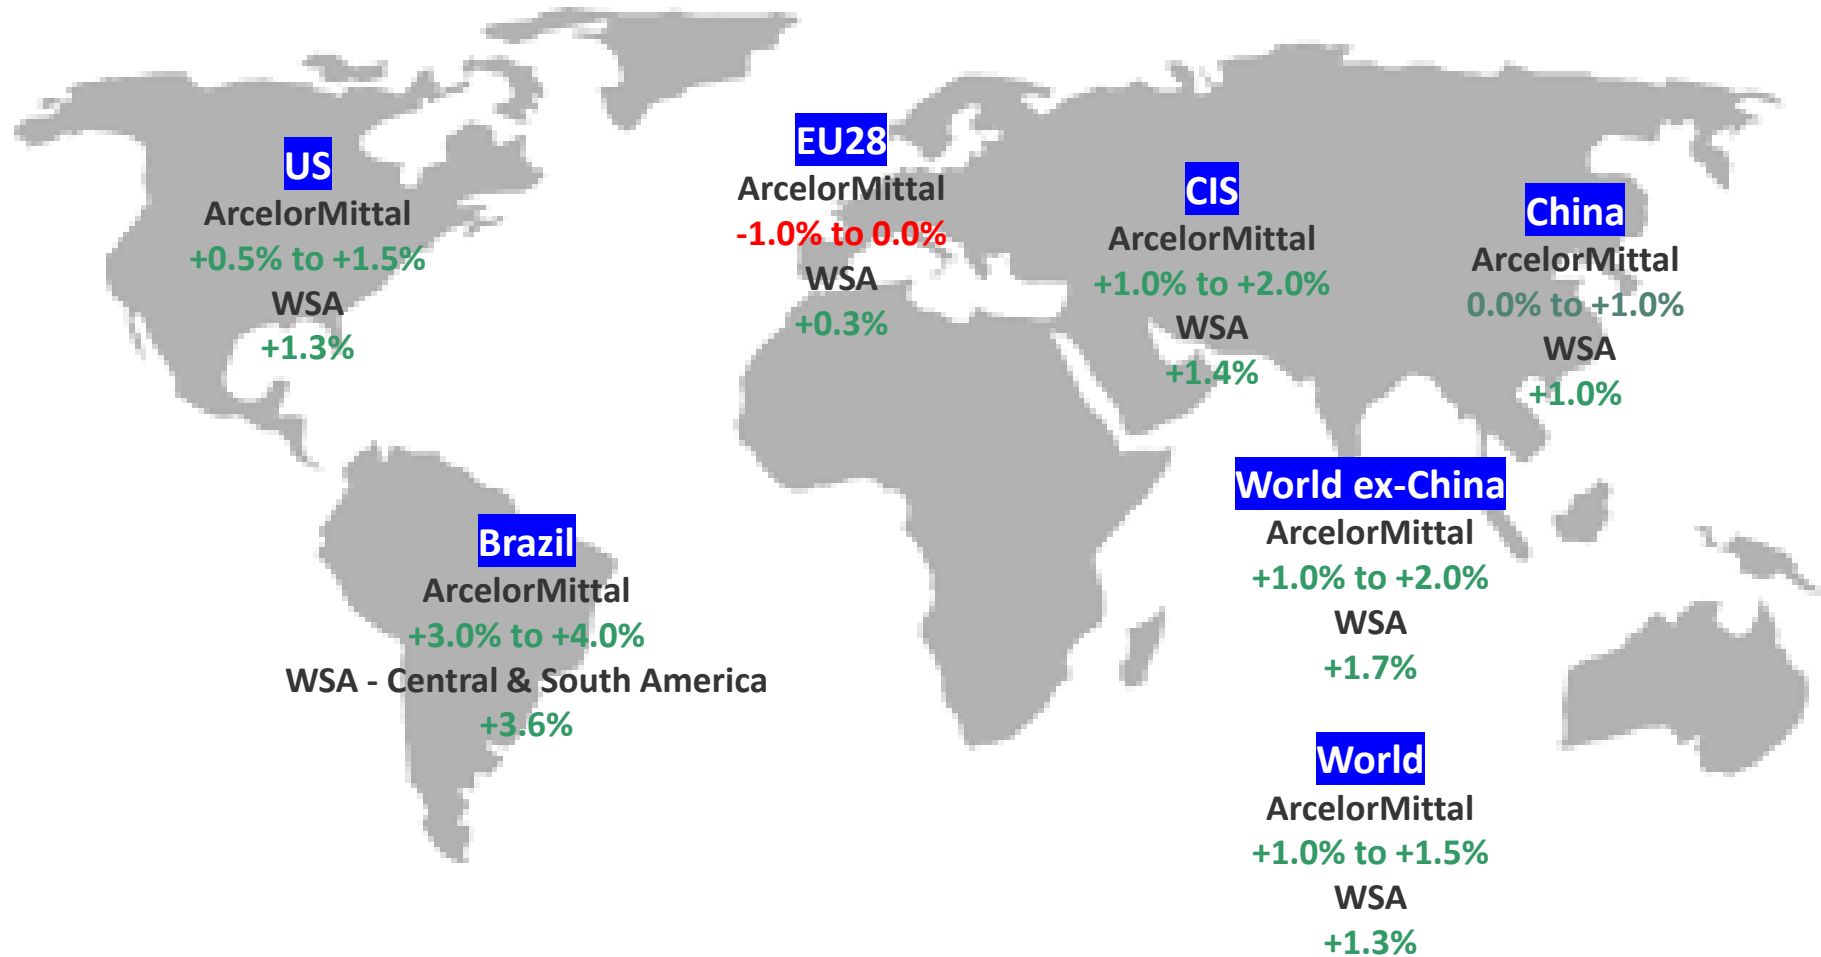 US
ArcelorMittal
+0.5% to +1.5%
WSA
+1.3%
EU28
ArcelorMittal
-1.0% to 0.0%
WSA
+0.3%
CIS
ArcelorMittal
+1.0% to +2.0%
WSA
+1.4%
China
ArcelorMittal
0.0% to +1.0%
WSA
+1.0%
Brazil
ArcelorMittal
+3.0% to +4.0%
WSA - Central & South America
+3.6%
World ex-China
ArcelorMittal
+1.0% to +2.0%
WSA
+1.7%
World
ArcelorMittal
+1.0% to +1.5%
WSA
+1.3%